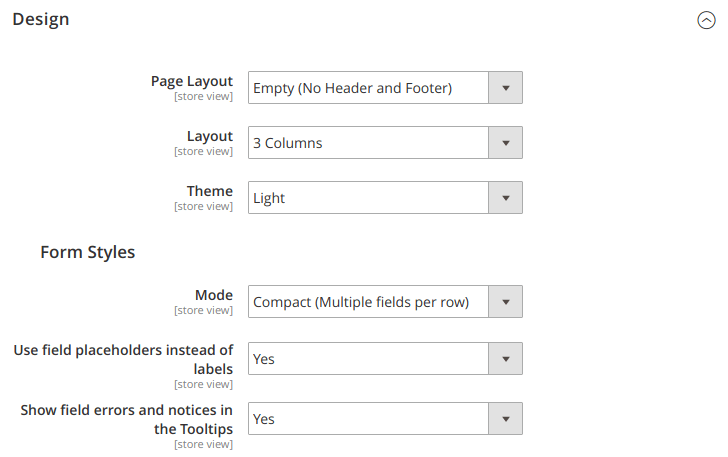 Design
Page Layout
[store view]
Empty (No Header and Footer)
Layout
[store view]
3 Columns
Theme
[store view]
Light
Form Styles
Mode
[store view]
Compact (Multiple fields per row)
Use field placeholders instead of
labels
[store view]
Yes
Show field errors and notices in
the Tooltips
[store view]
Yes